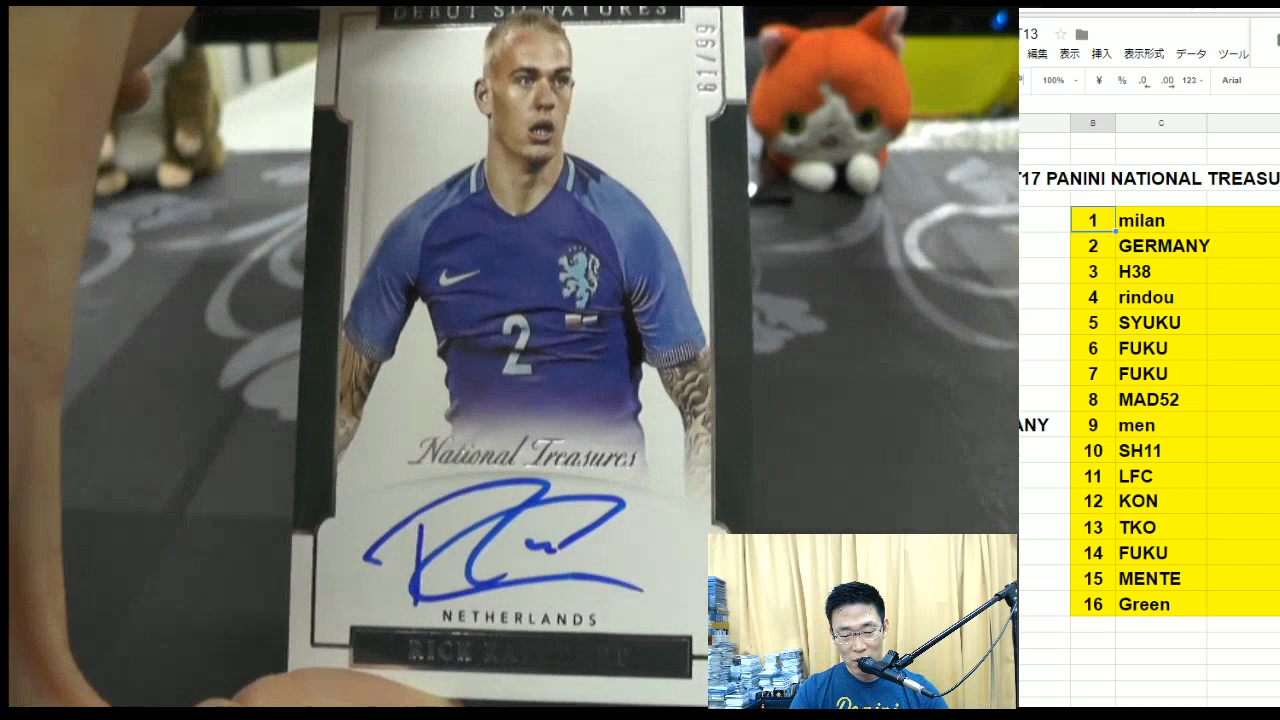 DEBUT SIGNATURES
61/99
2
National Treasures
NETHERLANDS
T13
編集 表示 挿入 表示形式 データ ツール
100% ¥ % .0 .00 123 Arial
B C
T17 PANINI NATIONAL TREASU
1 milan
2 GERMANY
3 H38
4 rindou
5 SYUKU
6 FUKU
7 FUKU
8 MAD52
ANY 9 men
10 SH11
11 LFC
12 KON
13 TKO
14 FUKU
15 MENTE
16 Green
Panini